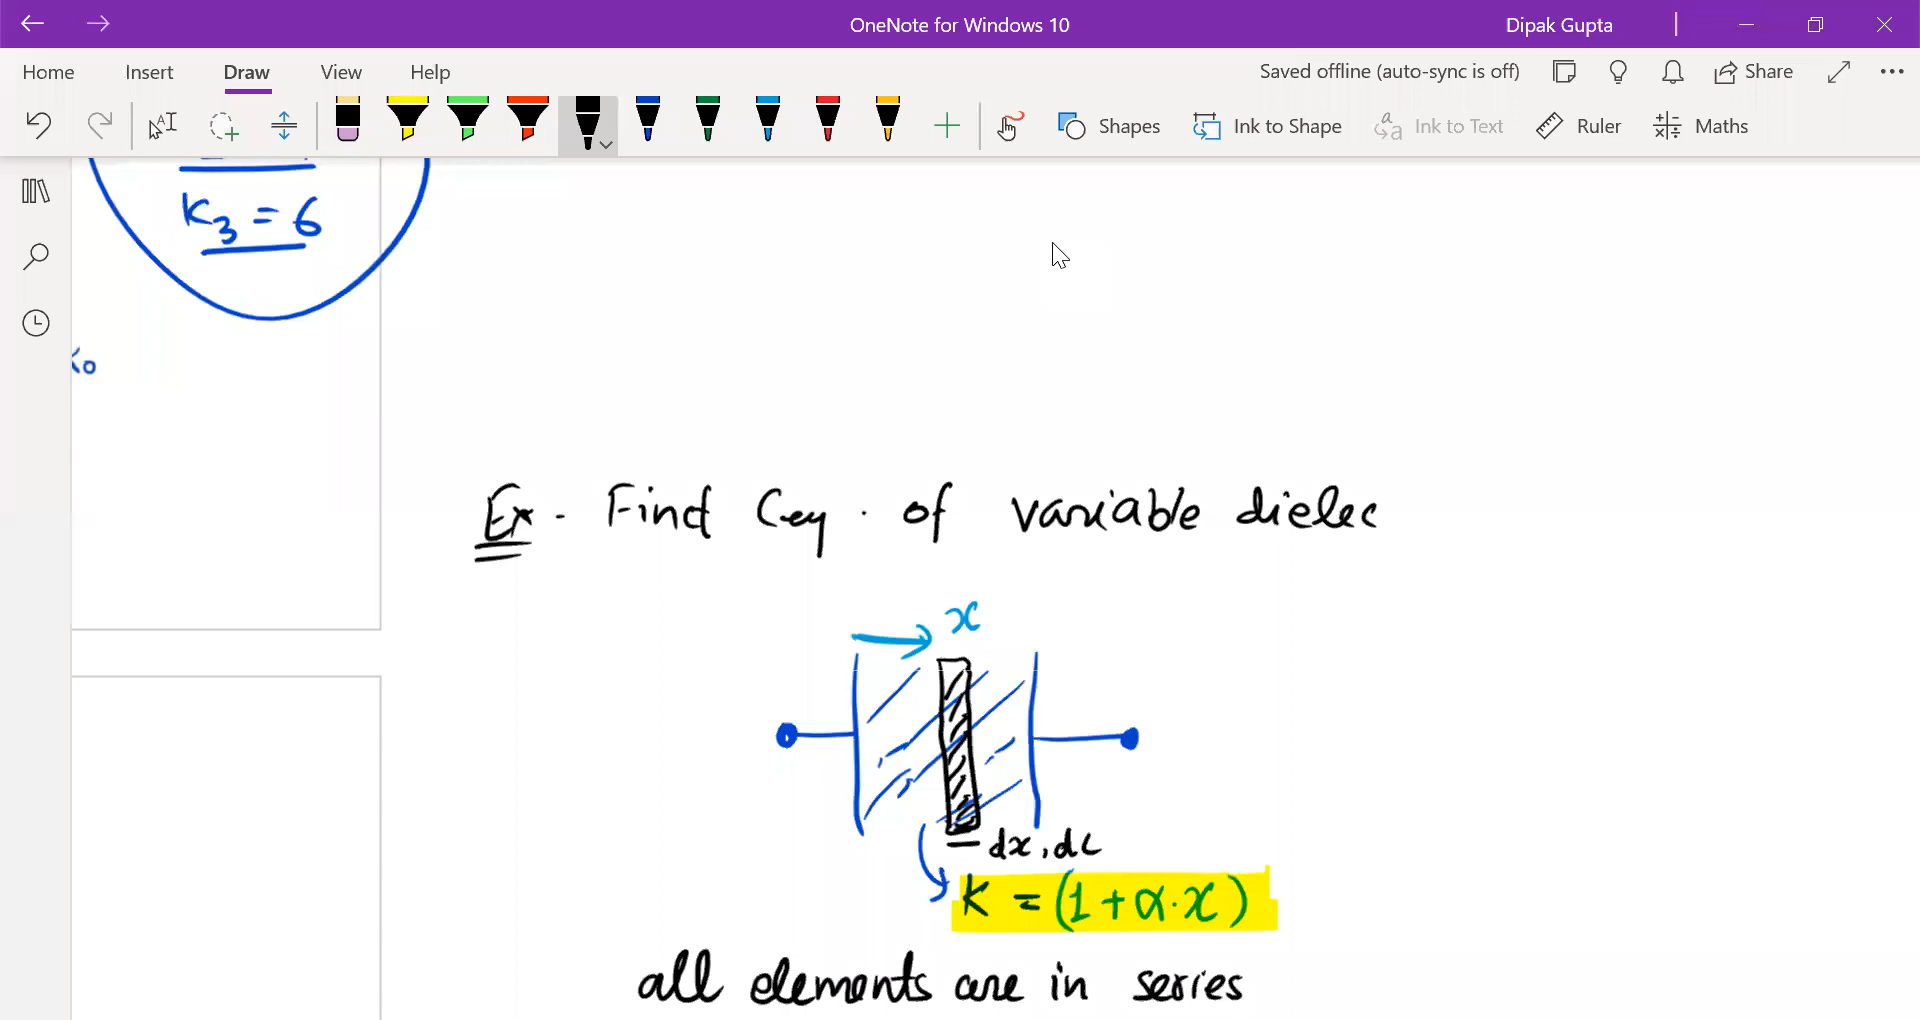 OneNote for Windows 10
Dipak Gupta
Home Insert Draw View Help
Saved offline (auto-sync is off)
Share
Shapes
Ink to Shape
Ink to Text
Ruler
Maths
K3 = 6
K0
Ex - Find Ceq. of variable dielec
x
dx, dC
K = (1 + α·x)
all elements are in series